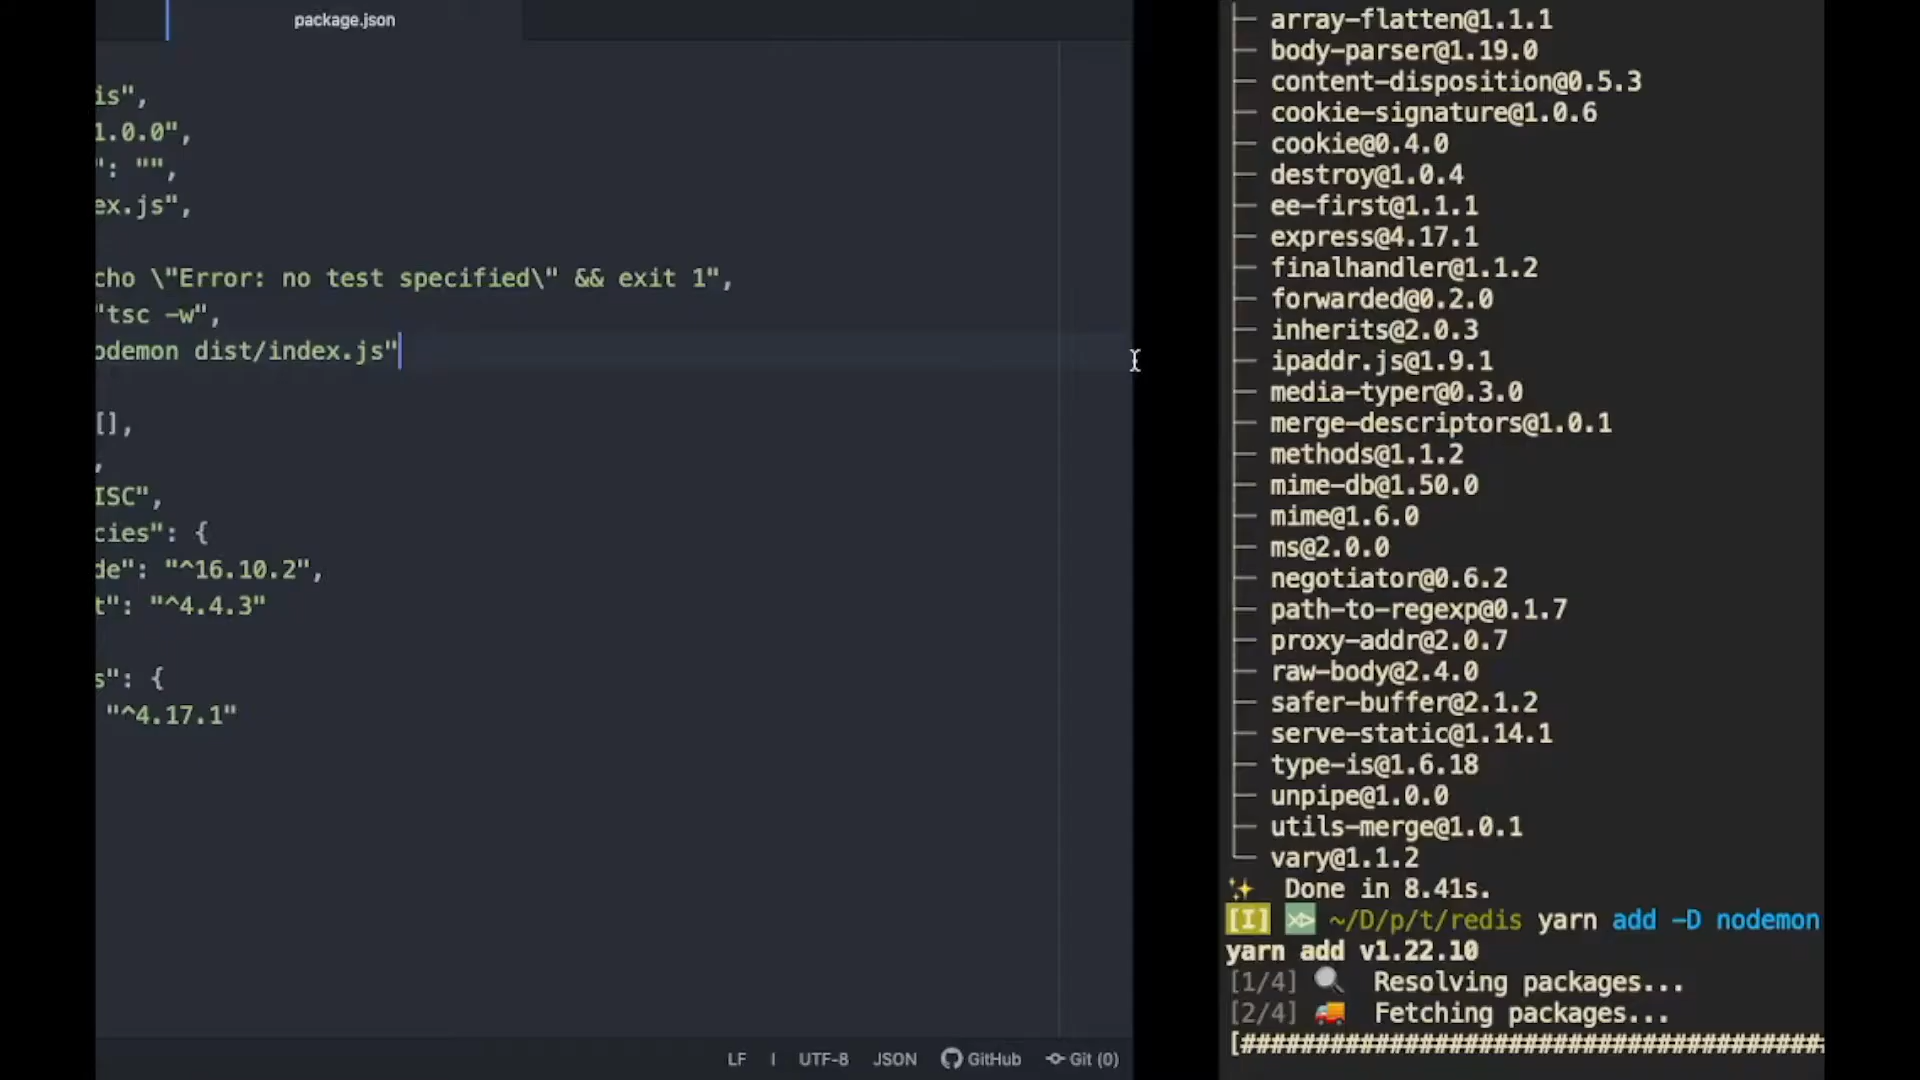 package.json
is",
1.0.0",
": "",
ex.js",
cho \"Error: no test specified\" && exit 1",
"tsc -w",
odemon dist/index.js"
[],
,
ISC",
cies": {
de": "^16.10.2",
t": "^4.4.3"
s": {
"^4.17.1"
LF I UTF-8 JSON GitHub Git (0)
array-flatten@1.1.1
body-parser@1.19.0
content-disposition@0.5.3
cookie-signature@1.0.6
cookie@0.4.0
destroy@1.0.4
ee-first@1.1.1
express@4.17.1
finalhandler@1.1.2
forwarded@0.2.0
inherits@2.0.3
ipaddr.js@1.9.1
media-typer@0.3.0
merge-descriptors@1.0.1
methods@1.1.2
mime-db@1.50.0
mime@1.6.0
ms@2.0.0
negotiator@0.6.2
path-to-regexp@0.1.7
proxy-addr@2.0.7
raw-body@2.4.0
safer-buffer@2.1.2
serve-static@1.14.1
type-is@1.6.18
unpipe@1.0.0
utils-merge@1.0.1
vary@1.1.2
✨ Done in 8.41s.
[I] ~/D/p/t/redis yarn add -D nodemon
yarn add v1.22.10
[1/4] 🔍 Resolving packages...
[2/4] 🚚 Fetching packages...
[########################################